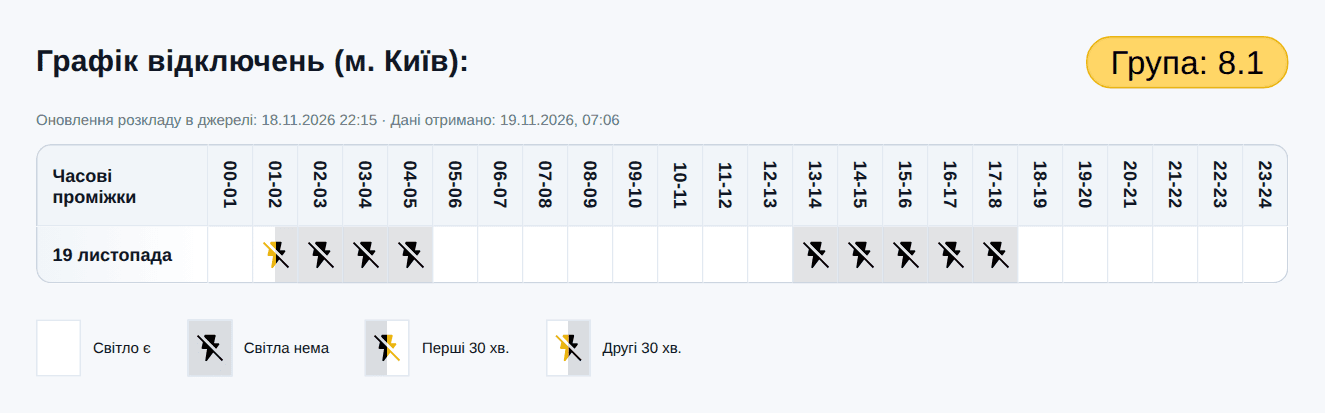 Графік відключень (м. Київ):
Група: 8.1
Оновлення розкладу в джерелі: 18.11.2026 22:15 · Дані отримано: 19.11.2026, 07:06
Часові
проміжки
00-01
01-02
02-03
03-04
04-05
05-06
06-07
07-08
08-09
09-10
10-11
11-12
12-13
13-14
14-15
15-16
16-17
17-18
18-19
19-20
20-21
21-22
22-23
23-24
19 листопада
Світло є
Світла нема
Перші 30 хв.
Другі 30 хв.